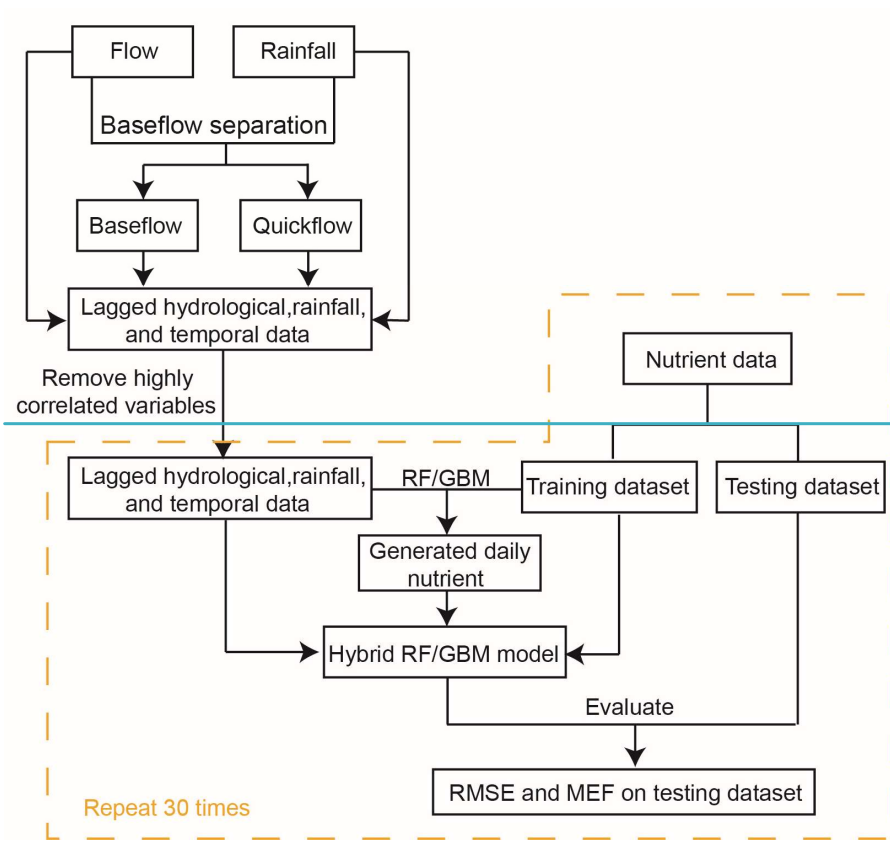 Flow
Rainfall
Baseflow separation
Baseflow
Quickflow
Lagged hydrological,rainfall,
and temporal data
Nutrient data
Remove highly
correlated variables
Lagged hydrological,rainfall,
and temporal data
RF/GBM
Training dataset
Testing dataset
Generated daily
nutrient
Hybrid RF/GBM model
Evaluate
RMSE and MEF on testing dataset
Repeat 30 times